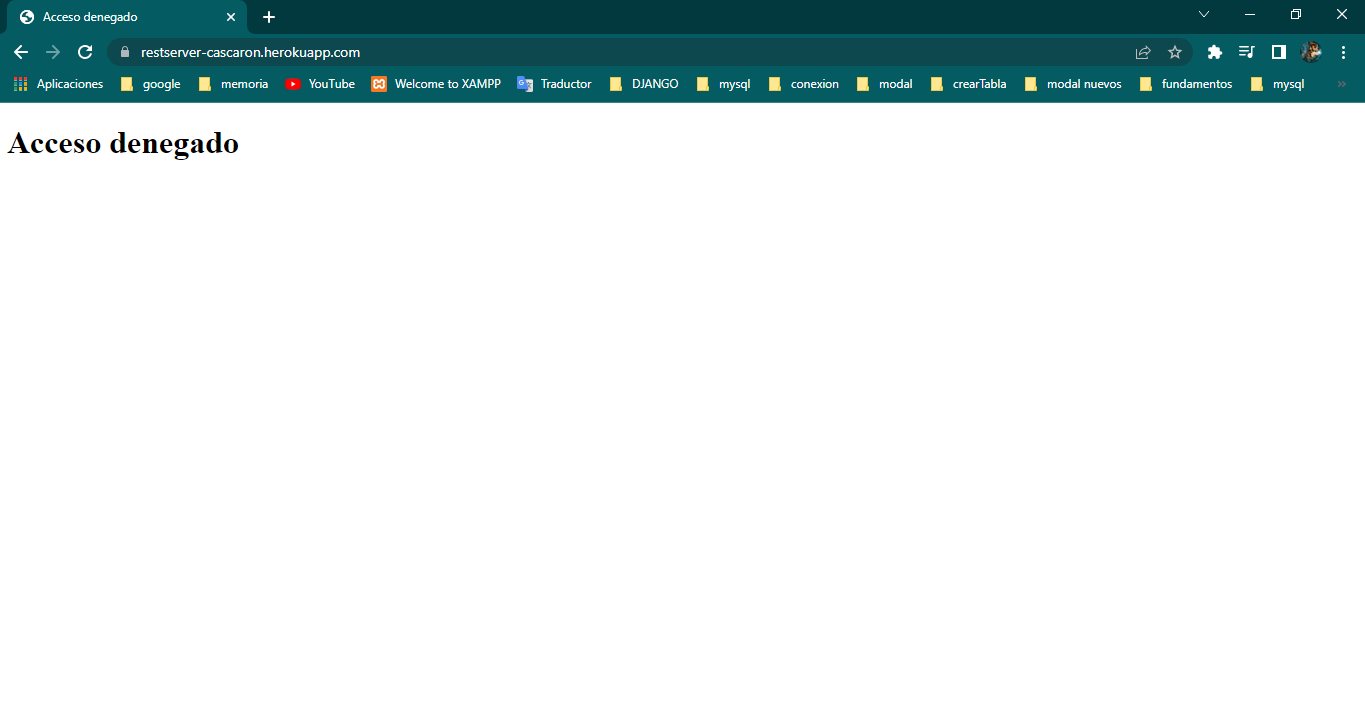 Acceso denegado
restserver-cascaron.herokuapp.com
Aplicaciones google memoria YouTube Welcome to XAMPP Traductor DJANGO mysql conexion modal crearTabla modal nuevos fundamentos mysql »
Acceso denegado